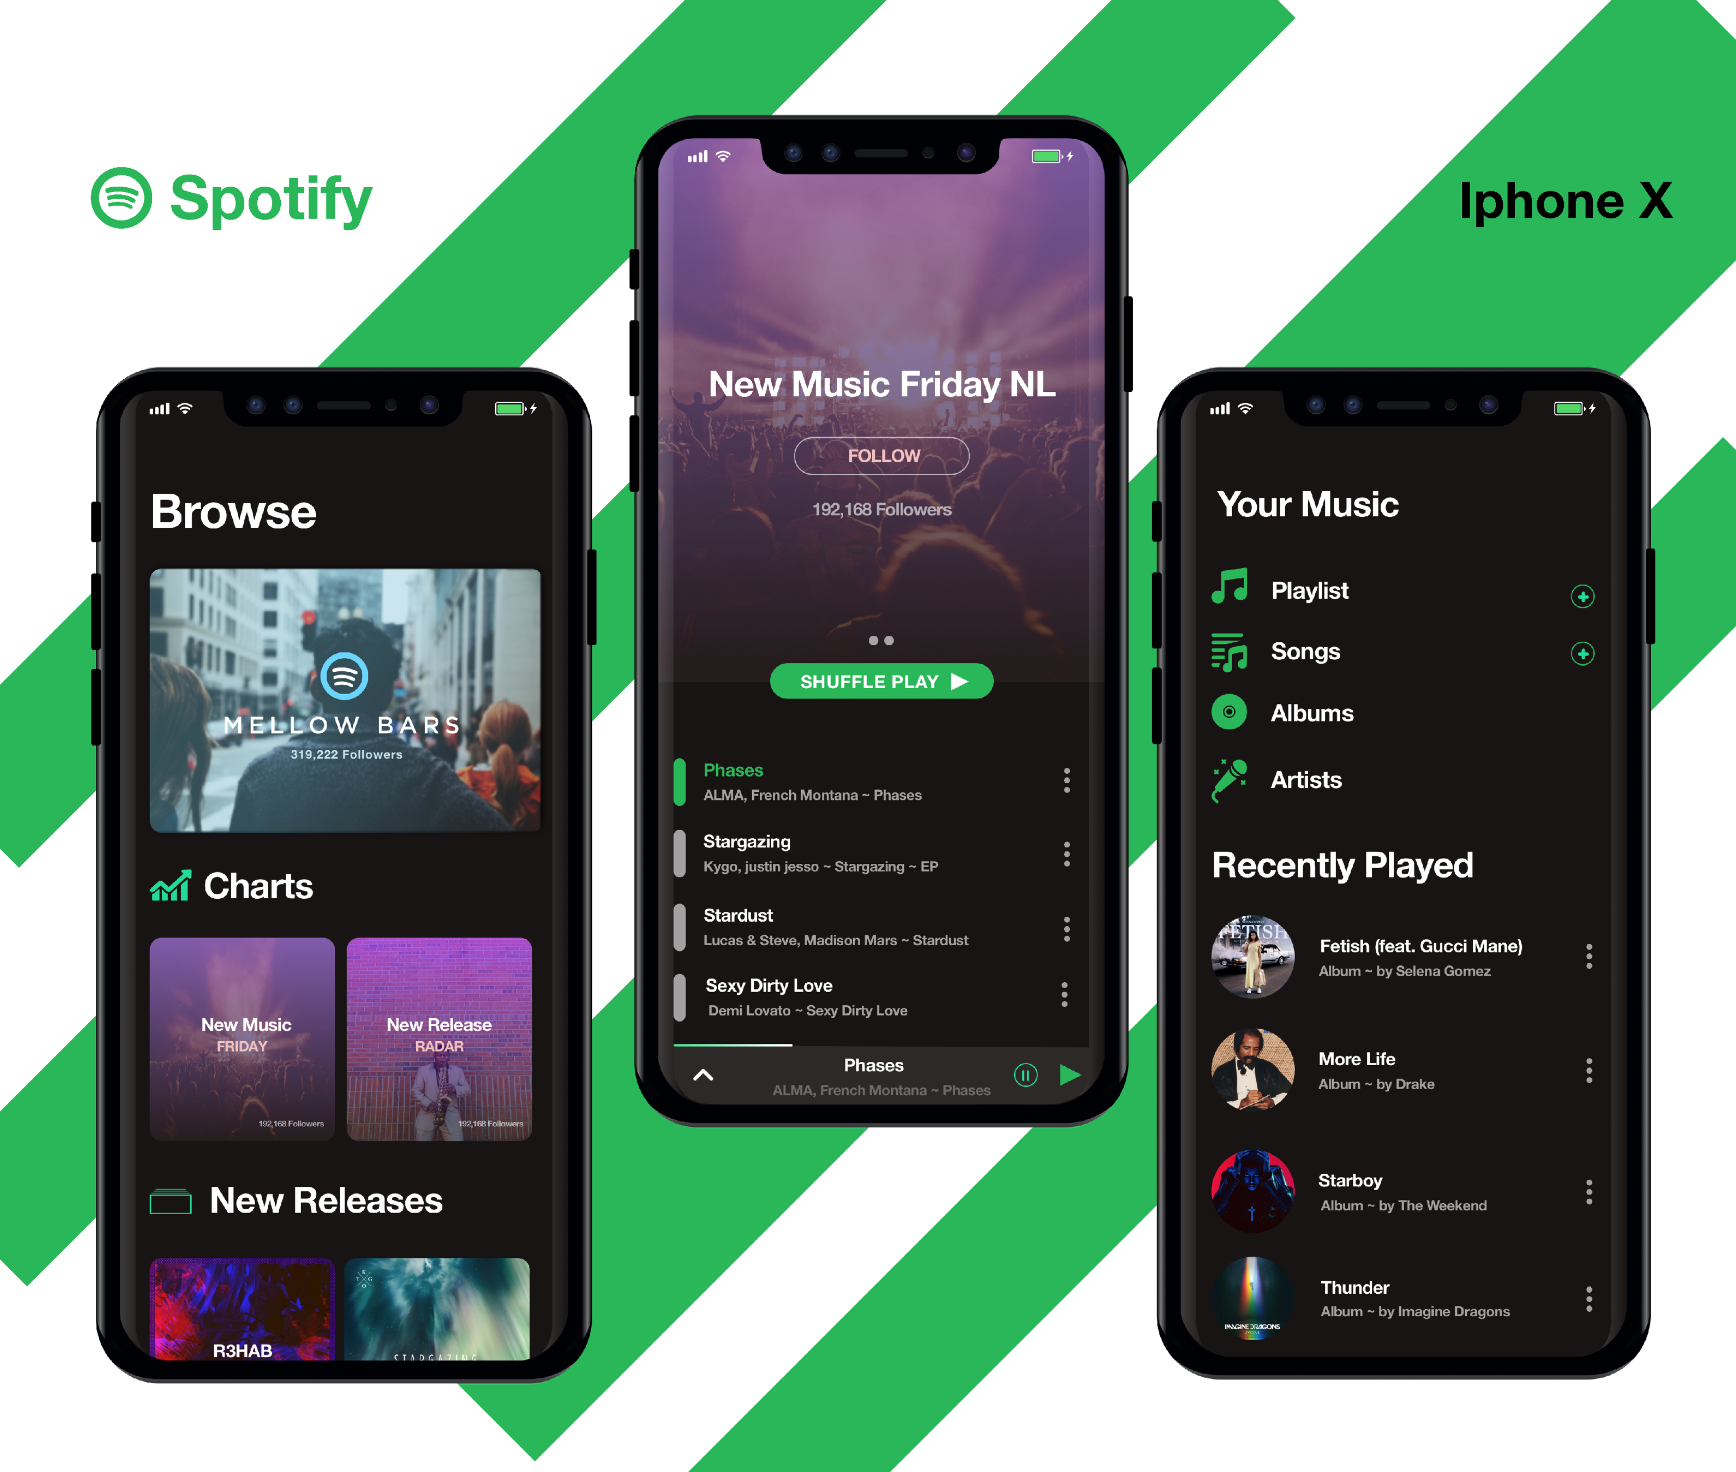 Spotify
Iphone X
Browse
MELLOW BARS
319,222 Followers
Charts
New Music
FRIDAY
192,168 Followers
New Release
RADAR
192,168 Followers
New Releases
R3HAB
STARGAZING
New Music Friday NL
FOLLOW
192,168 Followers
SHUFFLE PLAY
Phases
ALMA, French Montana ~ Phases
Stargazing
Kygo, justin jesso ~ Stargazing ~ EP
Stardust
Lucas & Steve, Madison Mars ~ Stardust
Sexy Dirty Love
Demi Lovato ~ Sexy Dirty Love
Phases
ALMA, French Montana ~ Phases
Your Music
Playlist
Songs
Albums
Artists
Recently Played
FETISH
Fetish (feat. Gucci Mane)
Album ~ by Selena Gomez
More Life
Album ~ by Drake
Starboy
Album ~ by The Weekend
Thunder
Album ~ by Imagine Dragons
IMAGINE DRAGONS